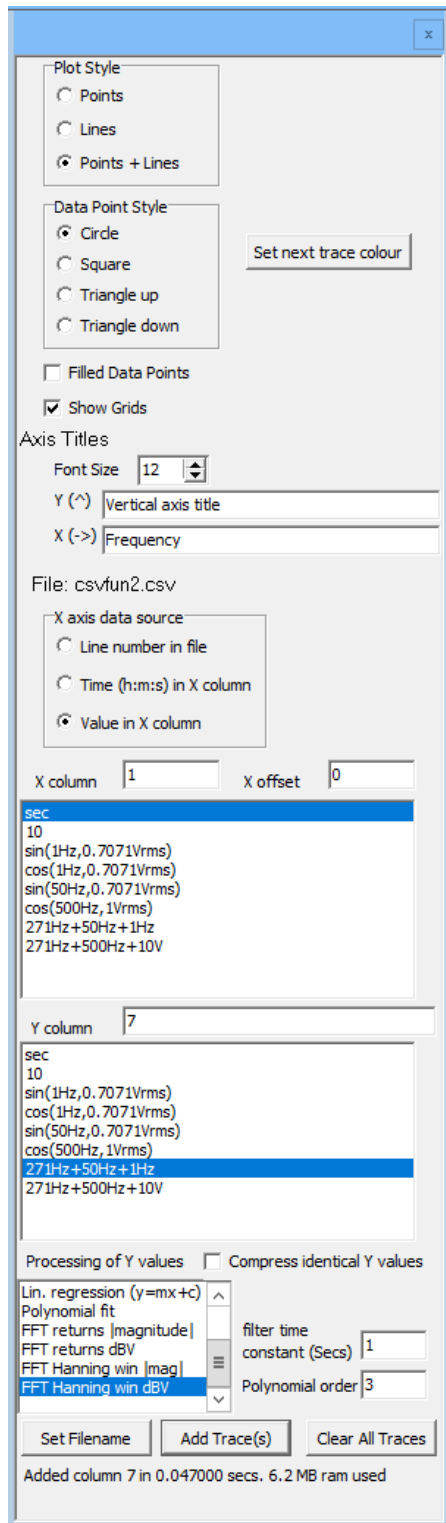 x
Plot Style
Points
Lines
Points + Lines
Data Point Style
Circle
Square
Triangle up
Triangle down
Set next trace colour
Filled Data Points
Show Grids
Axis Titles
Font Size 12
Y (^) Vertical axis title
X (->) Frequency
File: csvfun2.csv
X axis data source
Line number in file
Time (h:m:s) in X column
Value in X column
X column 1 X offset 0
sec
10
sin(1Hz,0.7071Vrms)
cos(1Hz,0.7071Vrms)
sin(50Hz,0.7071Vrms)
cos(500Hz,1Vrms)
271Hz+50Hz+1Hz
271Hz+500Hz+10V
Y column 7
sec
10
sin(1Hz,0.7071Vrms)
cos(1Hz,0.7071Vrms)
sin(50Hz,0.7071Vrms)
cos(500Hz,1Vrms)
271Hz+50Hz+1Hz
271Hz+500Hz+10V
Processing of Y values Compress identical Y values
Lin. regression (y=mx+c)
Polynomial fit
FFT returns |magnitude|
FFT returns dBV
FFT Hanning win |mag|
FFT Hanning win dBV
filter time
constant (Secs) 1
Polynomial order 3
Set Filename Add Trace(s) Clear All Traces
Added column 7 in 0.047000 secs. 6.2 MB ram used